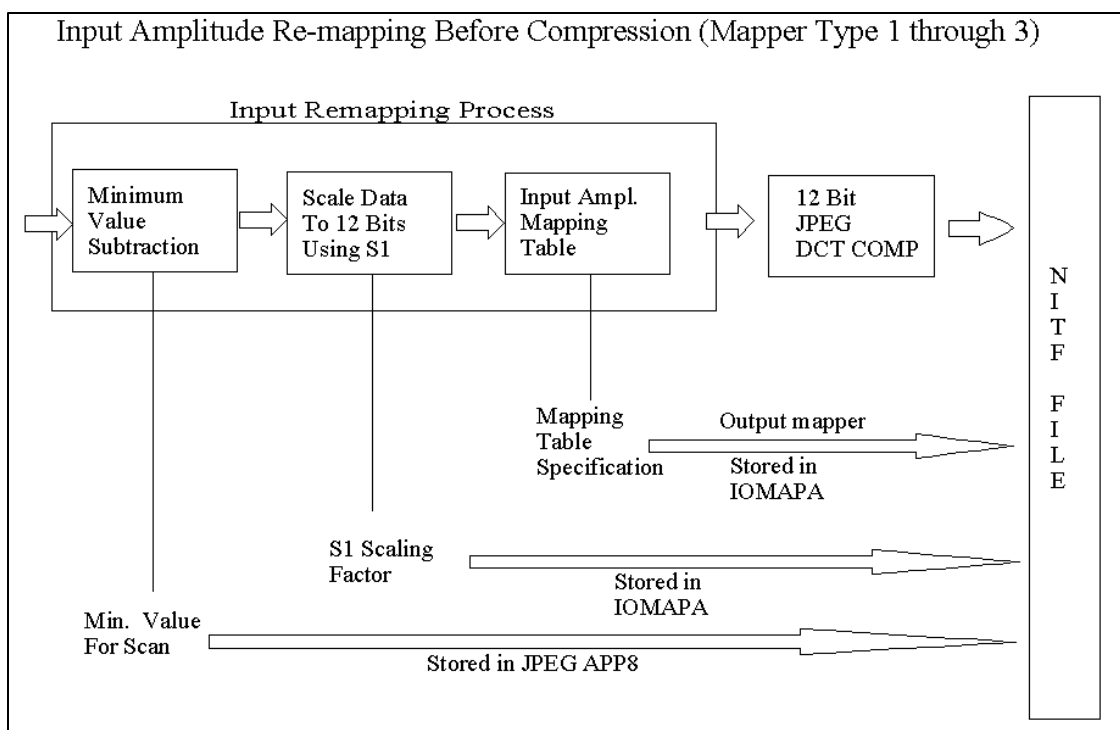 Input Amplitude Re-mapping Before Compression (Mapper Type 1 through 3)
Input Remapping Process
Minimum
Value
Subtraction
Scale Data
To 12 Bits
Using S1
Input Ampl.
Mapping
Table
12 Bit
JPEG
DCT COMP
NITF FILE
Mapping
Table
Specification
Output mapper
Stored in
IOMAPA
S1 Scaling
Factor
Stored in
IOMAPA
Min. Value
For Scan
Stored in JPEG APP8